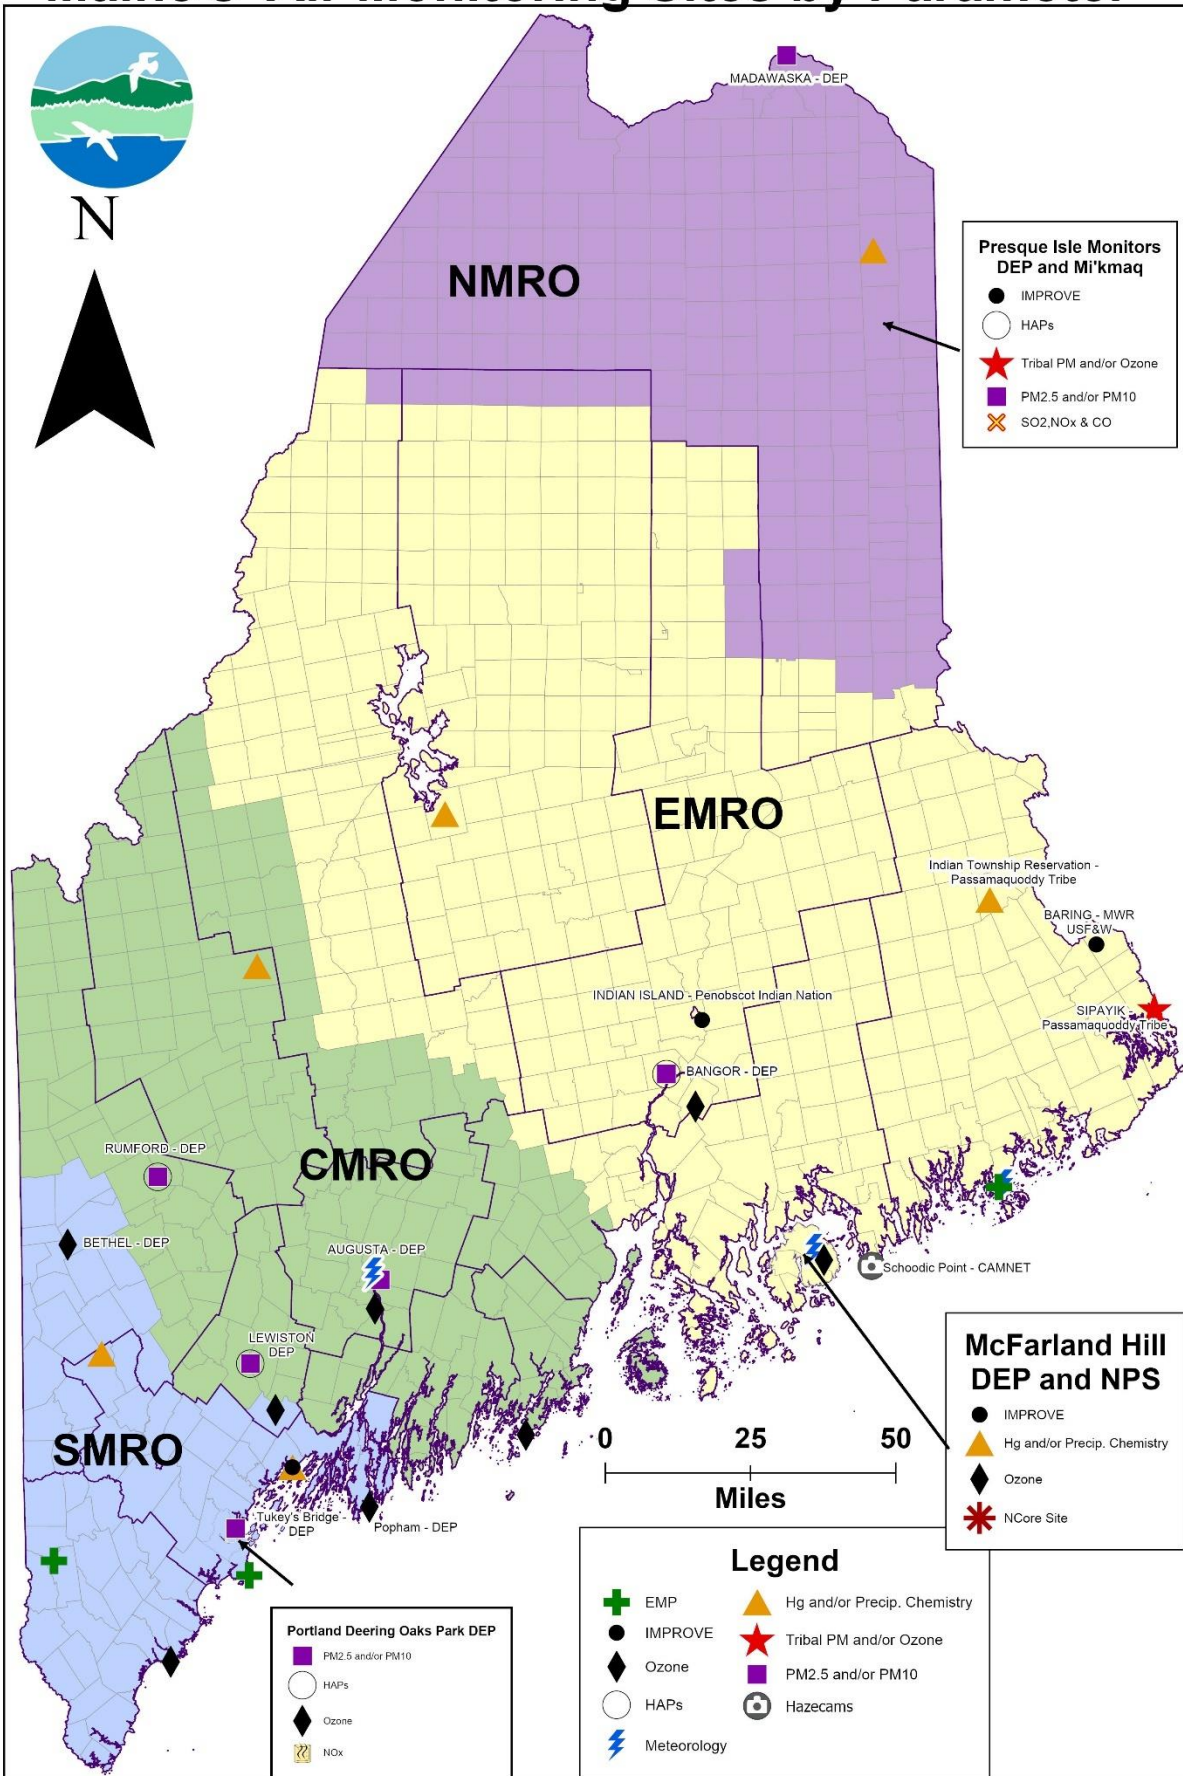 Maine's Air Monitoring Sites by Parameter
N
MADAWASKA - DEP
NMRO
Presque Isle Monitors
DEP and Mi'kmaq
IMPROVE
HAPs
Tribal PM and/or Ozone
PM2.5 and/or PM10
SO2,NOx & CO
EMRO
Indian Township Reservation -
Passamaquoddy Tribe
BARING - MWR
USF&W
INDIAN ISLAND - Penobscot Indian Nation
SIPAYIK -
Passamaquoddy Tribe
BANGOR - DEP
RUMFORD - DEP
CMRO
BETHEL - DEP
AUGUSTA - DEP
Schoodic Point - CAMNET
LEWISTON
DEP
SMRO
McFarland Hill
DEP and NPS
IMPROVE
Hg and/or Precip. Chemistry
Ozone
NCore Site
0 25 50
Miles
Tukey's Bridge -
DEP
Popham - DEP
Portland Deering Oaks Park DEP
PM2.5 and/or PM10
HAPs
Ozone
NOx
Legend
EMP
IMPROVE
Ozone
HAPs
Meteorology
Hg and/or Precip. Chemistry
Tribal PM and/or Ozone
PM2.5 and/or PM10
Hazecams